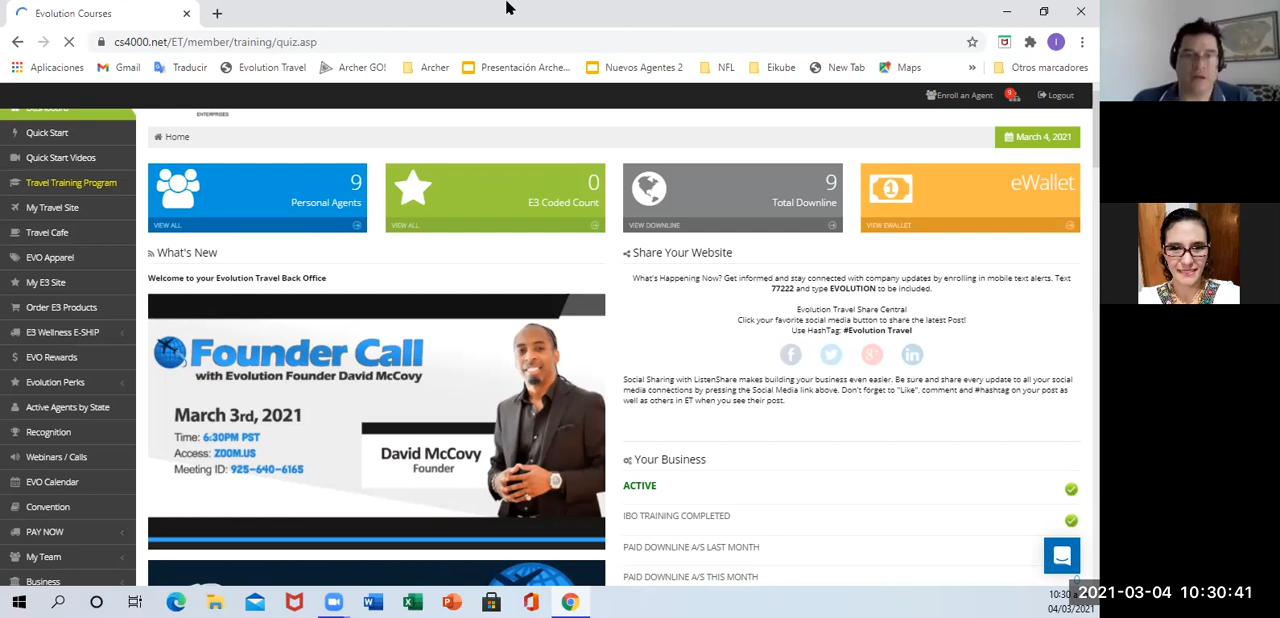 Evolution Courses
cs4000.net/ET/member/training/quiz.asp
Aplicaciones Gmail Traducir Evolution Travel Archer GO! Archer Presentación Arche... Nuevos Agentes 2 NFL Eikube New Tab Maps » Otros marcadores
Enroll an Agent 9 Logout
Dashboard
Quick Start
Quick Start Videos
Travel Training Program
My Travel Site
Travel Cafe
EVO Apparel
My E3 Site
Order E3 Products
E3 Wellness E-SHIP
EVO Rewards
Evolution Perks
Active Agents by State
Recognition
Webinars / Calls
EVO Calendar
Convention
PAY NOW
My Team
Business
ENTERPRISES
Home
March 4, 2021
9
Personal Agents
VIEW ALL
0
E3 Coded Count
VIEW ALL
9
Total Downline
VIEW DOWNLINE
eWallet
VIEW EWALLET
What's New
Welcome to your Evolution Travel Back Office
Founder Call
with Evolution Founder David McCovy
March 3rd, 2021
Time: 6:30PM PST
Access: ZOOM.US
Meeting ID: 925-640-6165
David McCovy
Founder
Share Your Website
What's Happening Now? Get informed and stay connected with company updates by enrolling in mobile text alerts. Text
77222 and type EVOLUTION to be included.
Evolution Travel Share Central
Click your favorite social media button to share the latest Post!
Use HashTag: #Evolution Travel
Social Sharing with ListenShare makes building your business even easier. Be sure and share every update to all your social
media connections by pressing the Social Media link above. Don't forget to "Like", comment and #hashtag on your post as
well as others in ET when you see their post.
Your Business
ACTIVE
IBO TRAINING COMPLETED
PAID DOWNLINE A/S LAST MONTH
PAID DOWNLINE A/S THIS MONTH
0
10:30 a
04/03/2021
2021-03-04 10:30:41